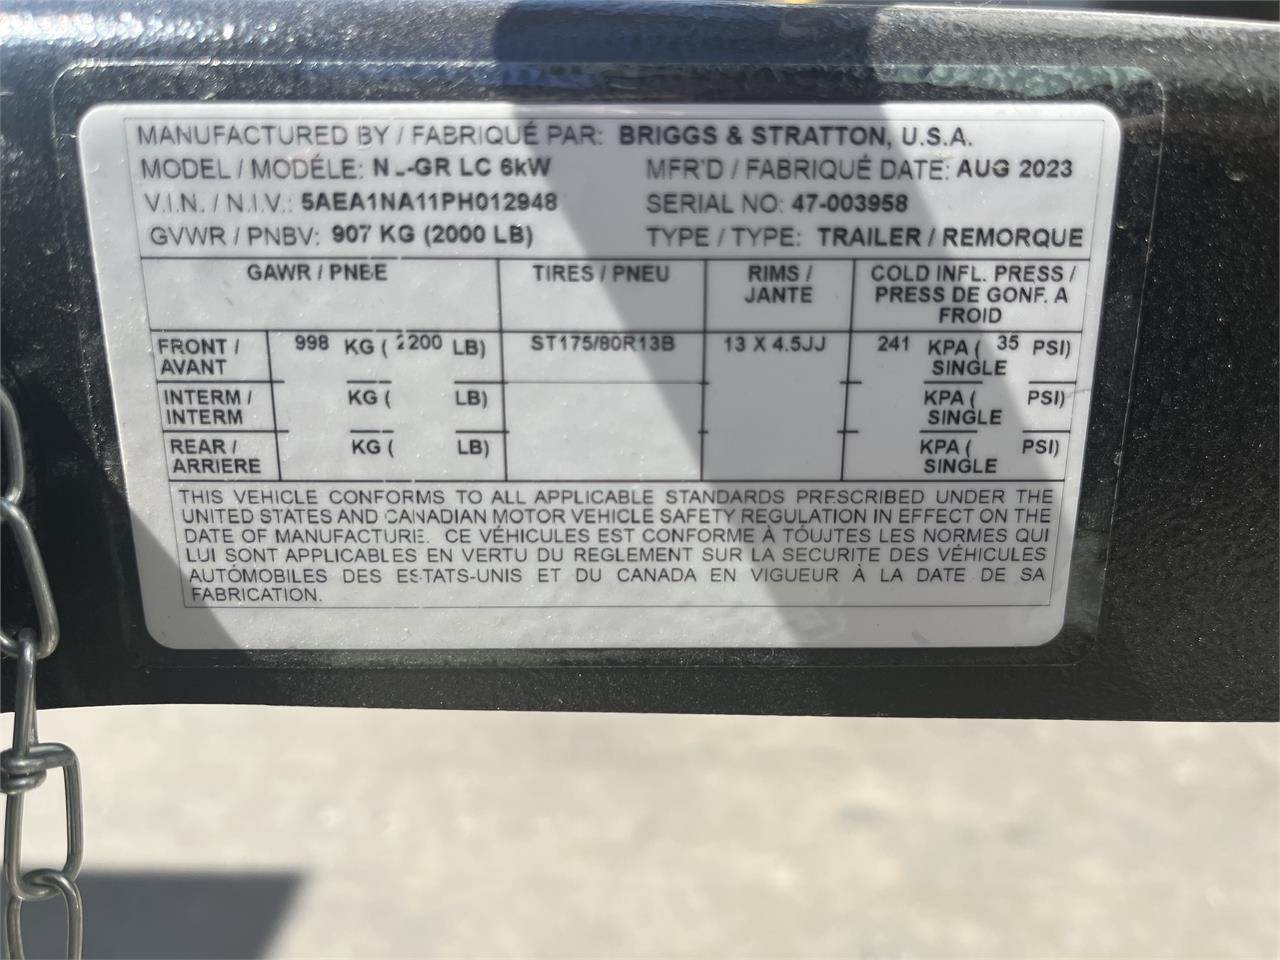 MANUFACTURED BY / FABRIQUÉ PAR: BRIGGS & STRATTON, U.S.A.
MODEL / MODÉLE: -GR LC 6kW MFR'D / FABRIQUÉ DATE: AUG 2023
V.I.N. / N.I.V.: 5AEA1NA11PH012948 SERIAL NO: 47-003958
GVWR / PNBV: 907 KG (2000 LB) TYPE / TYPE: TRAILER / REMORQUE
GAWR / PNBE TIRES / PNEU RIMS / JANTE COLD INFL. PRESS / PRESS DE GONF. A FROID
FRONT / AVANT 998 KG ( 2200 LB) ST175/80R13B 13 X 4.5JJ 241 KPA ( 35 PSI) SINGLE
INTERM / INTERM KG ( LB) KPA ( PSI) SINGLE
REAR / ARRIERE KG ( LB) KPA ( PSI) SINGLE
THIS VEHICLE CONFORMS TO ALL APPLICABLE STANDARDS PRESCRIBED UNDER THE
UNITED STATES AND CANADIAN MOTOR VEHICLE SAFETY REGULATION IN EFFECT ON THE
DATE OF MANUFACTURE. CE VÉHICULES EST CONFORME À TÓUJTES LES NORMES QUI
LUI SONT APPLICABLES EN VERTU DU REGLEMENT SUR LA SECURITE DES VÉHICULES
AUTÓMOBILES DES ESTATS-UNIS ET DU CANADA EN VIGUEUR À LA DATE DE SA
FABRICATION.